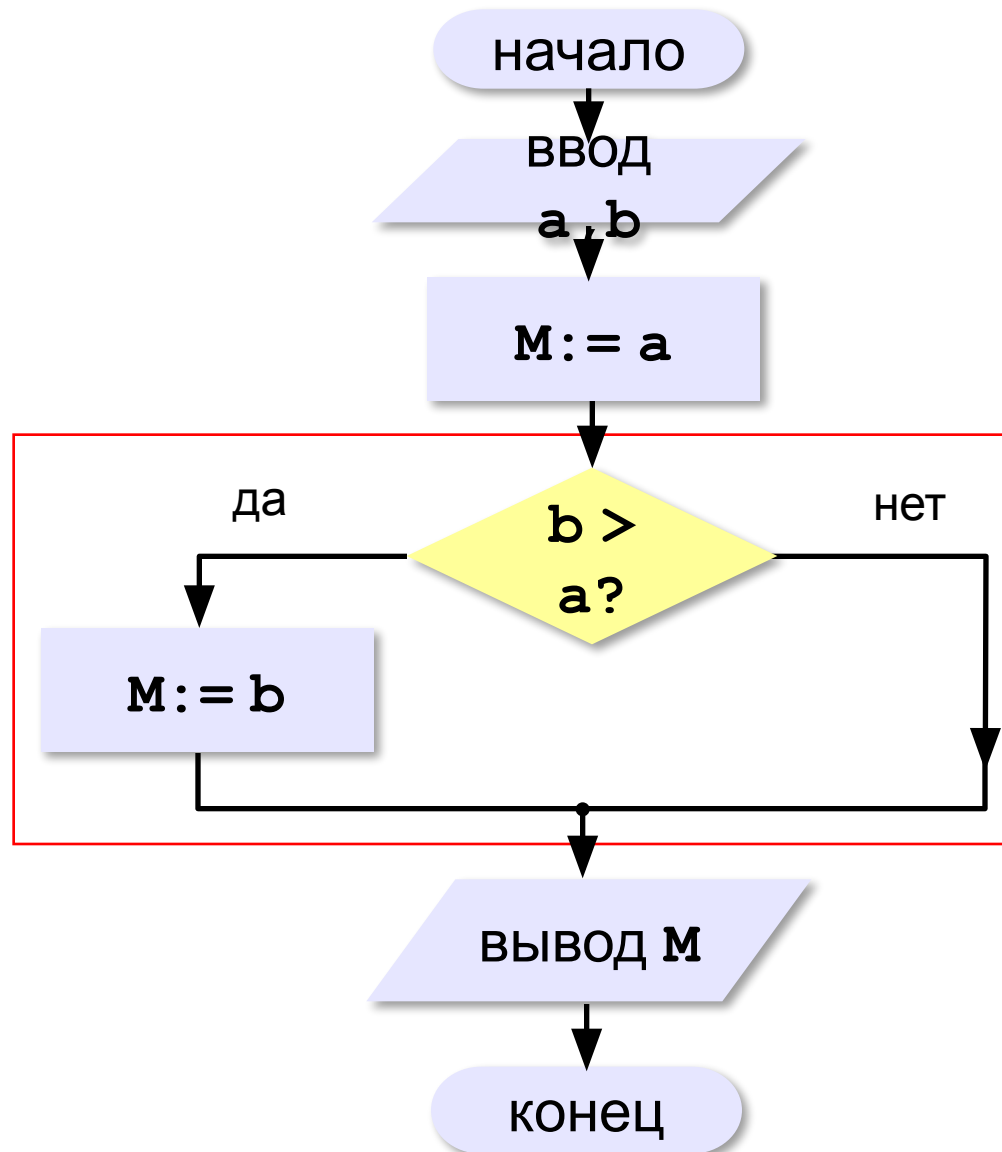 начало
ввод
a,b
M:= a
да
нет
b >
a?
M:= b
вывод M
конец